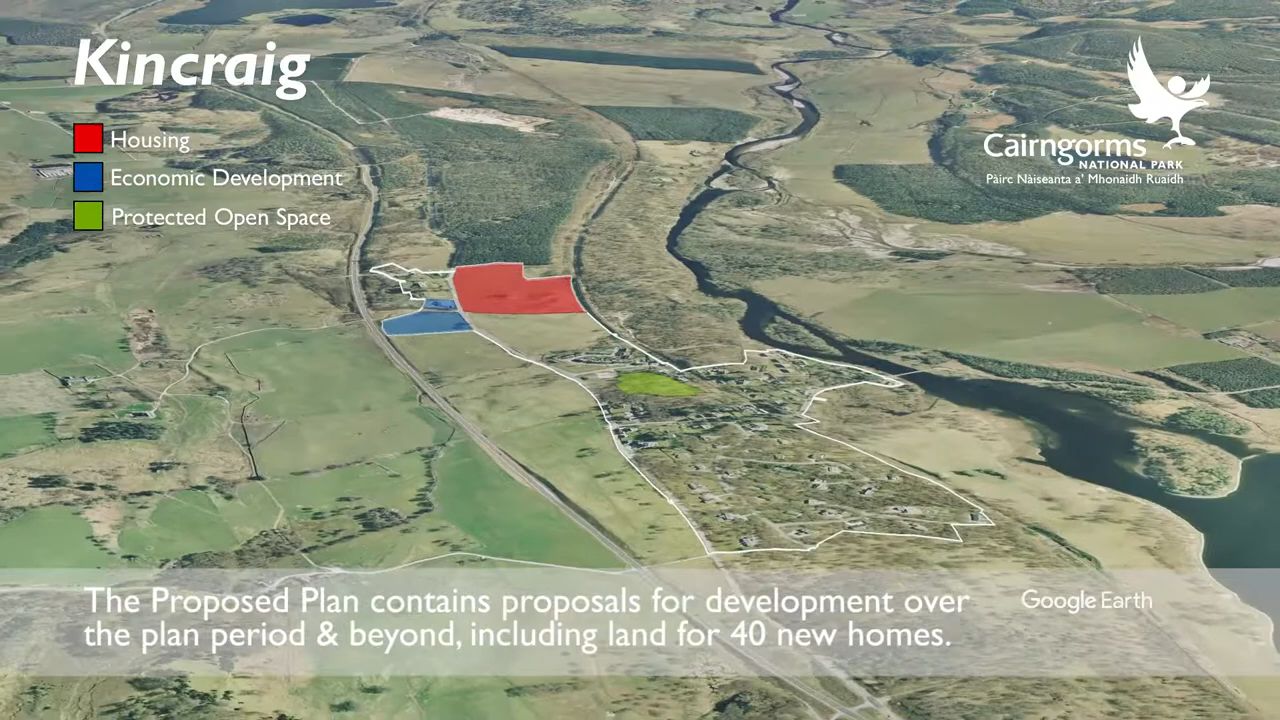 Kincraig
Housing
Economic Development
Protected Open Space
Cairngorms
NATIONAL PARK
Pàirc Nàiseanta a' Mhonaidh Ruaidh
The Proposed Plan contains proposals for development over
the plan period & beyond, including land for 40 new homes.
Google Earth